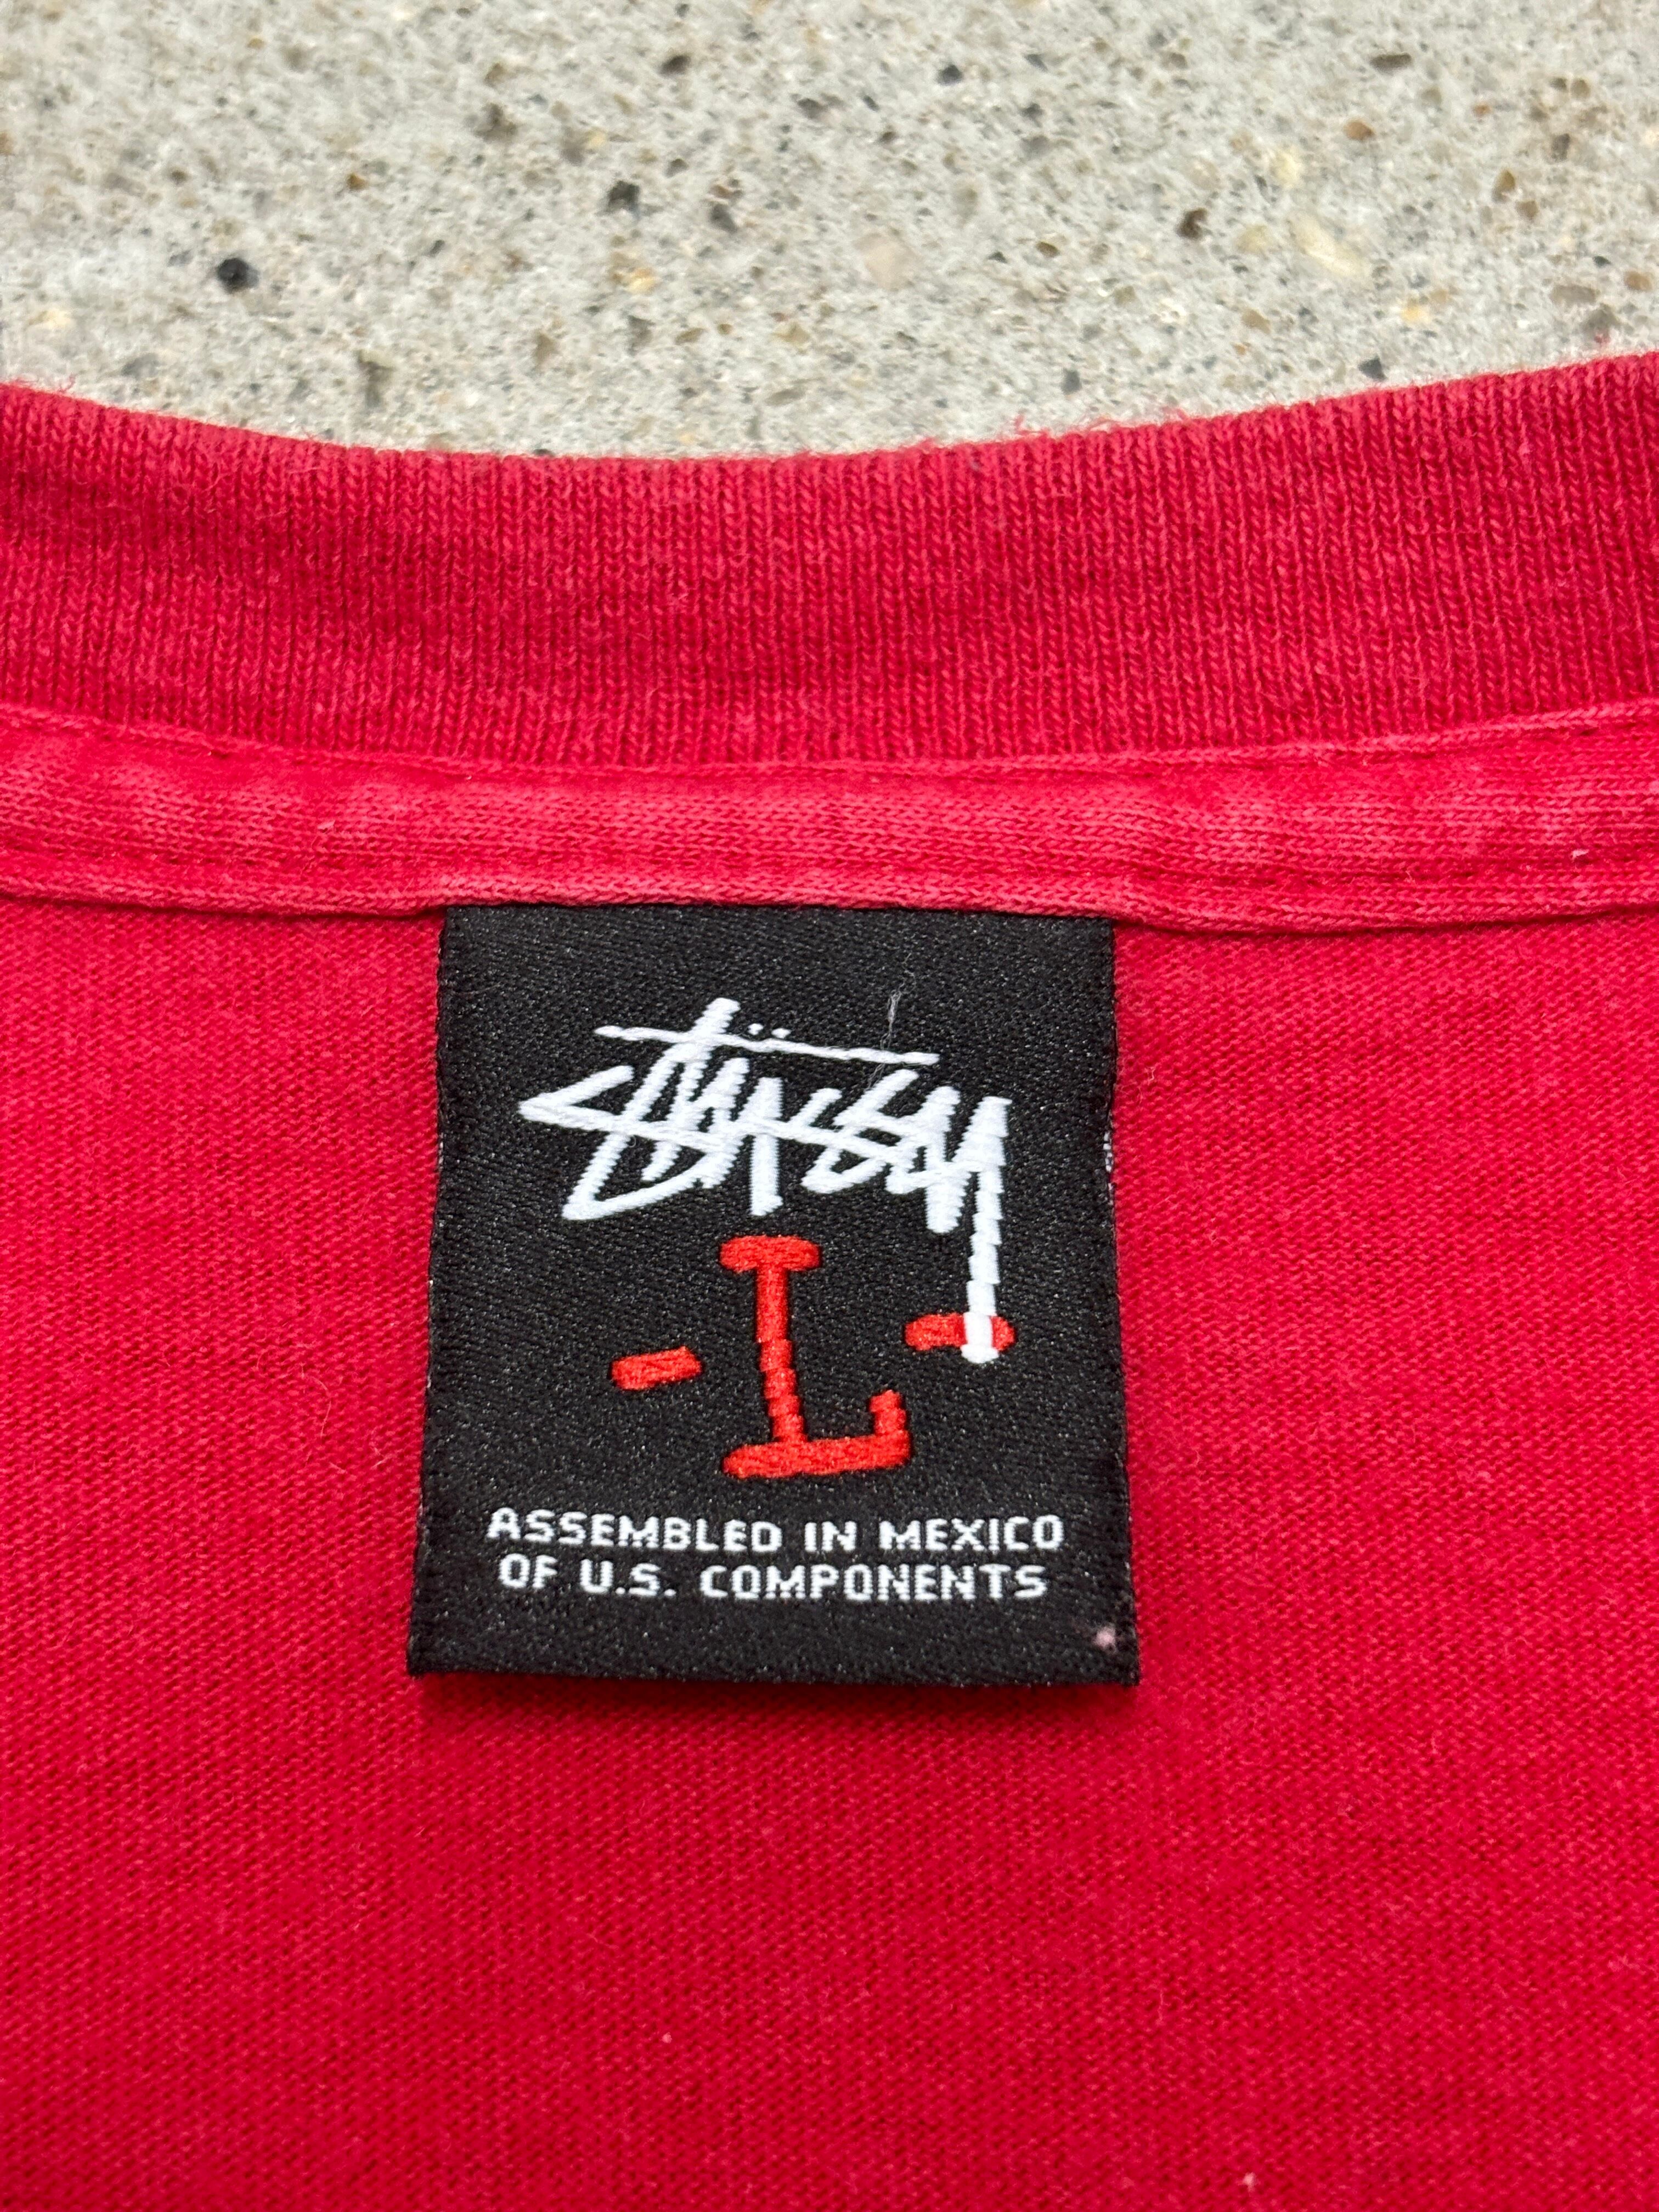 Stüssy
- L -
ASSEMBLED IN MEXICO
OF U.S. COMPONENTS